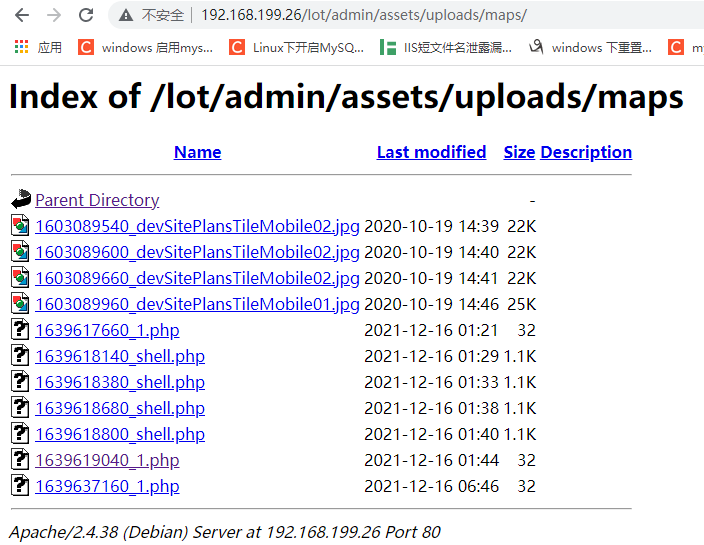 不安全 192.168.199.26/lot/admin/assets/uploads/maps/
应用 windows 启用mys... Linux下开启MySQ... IIS短文件名泄露漏... windows 下重置... m
Index of /lot/admin/assets/uploads/maps
Name Last modified Size Description
Parent Directory -
1603089540_devSitePlansTileMobile02.jpg 2020-10-19 14:39 22K
1603089600_devSitePlansTileMobile02.jpg 2020-10-19 14:40 22K
1603089660_devSitePlansTileMobile02.jpg 2020-10-19 14:41 22K
1603089960_devSitePlansTileMobile01.jpg 2020-10-19 14:46 25K
1639617660_1.php 2021-12-16 01:21 32
1639618140_shell.php 2021-12-16 01:29 1.1K
1639618380_shell.php 2021-12-16 01:33 1.1K
1639618680_shell.php 2021-12-16 01:38 1.1K
1639618800_shell.php 2021-12-16 01:40 1.1K
1639619040_1.php 2021-12-16 01:44 32
1639637160_1.php 2021-12-16 06:46 32
Apache/2.4.38 (Debian) Server at 192.168.199.26 Port 80